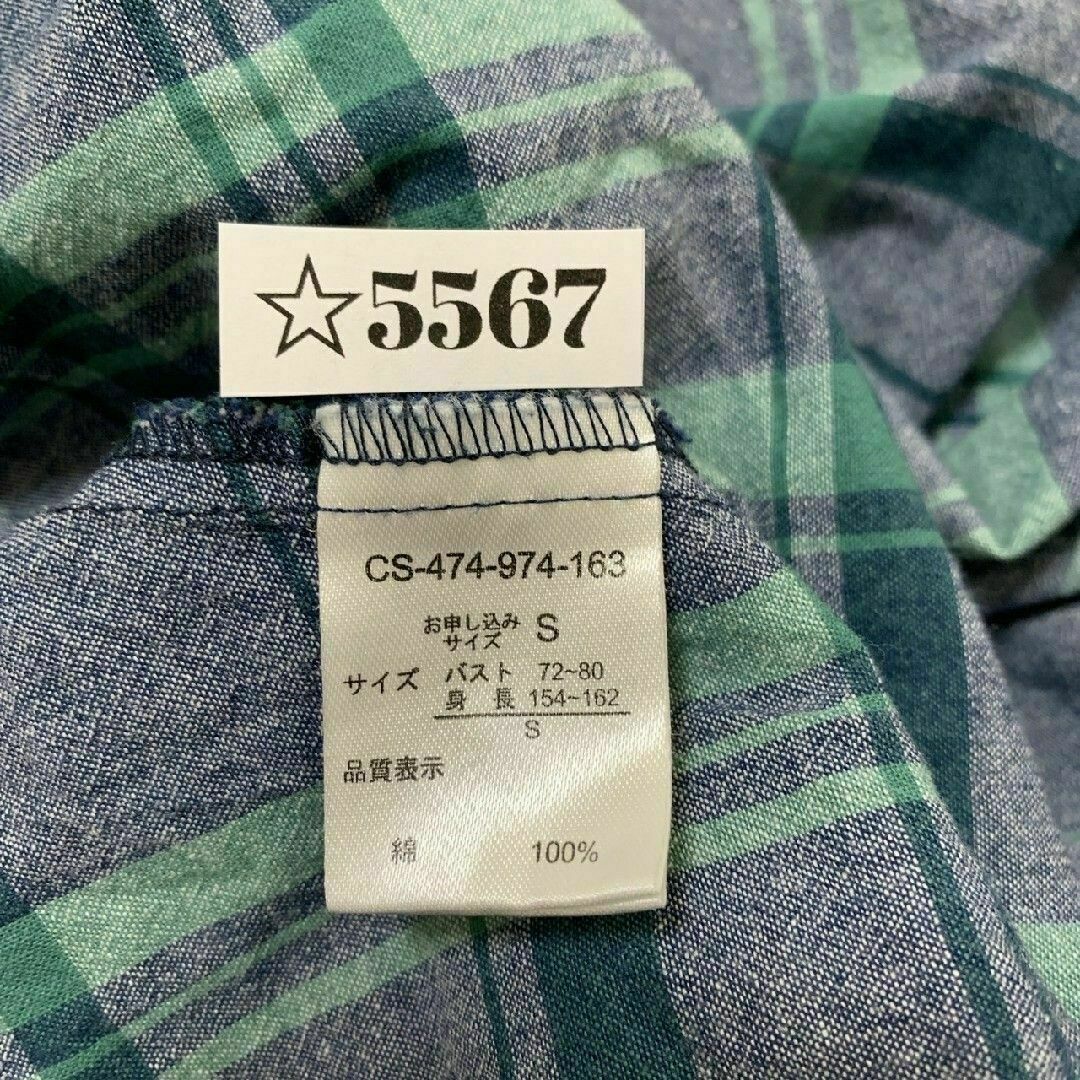 ☆5567
CS-474-974-163
お申し込み
サイズ S
サイズ バスト 72~80
身長 154~162
S
品質表示
綿 100%